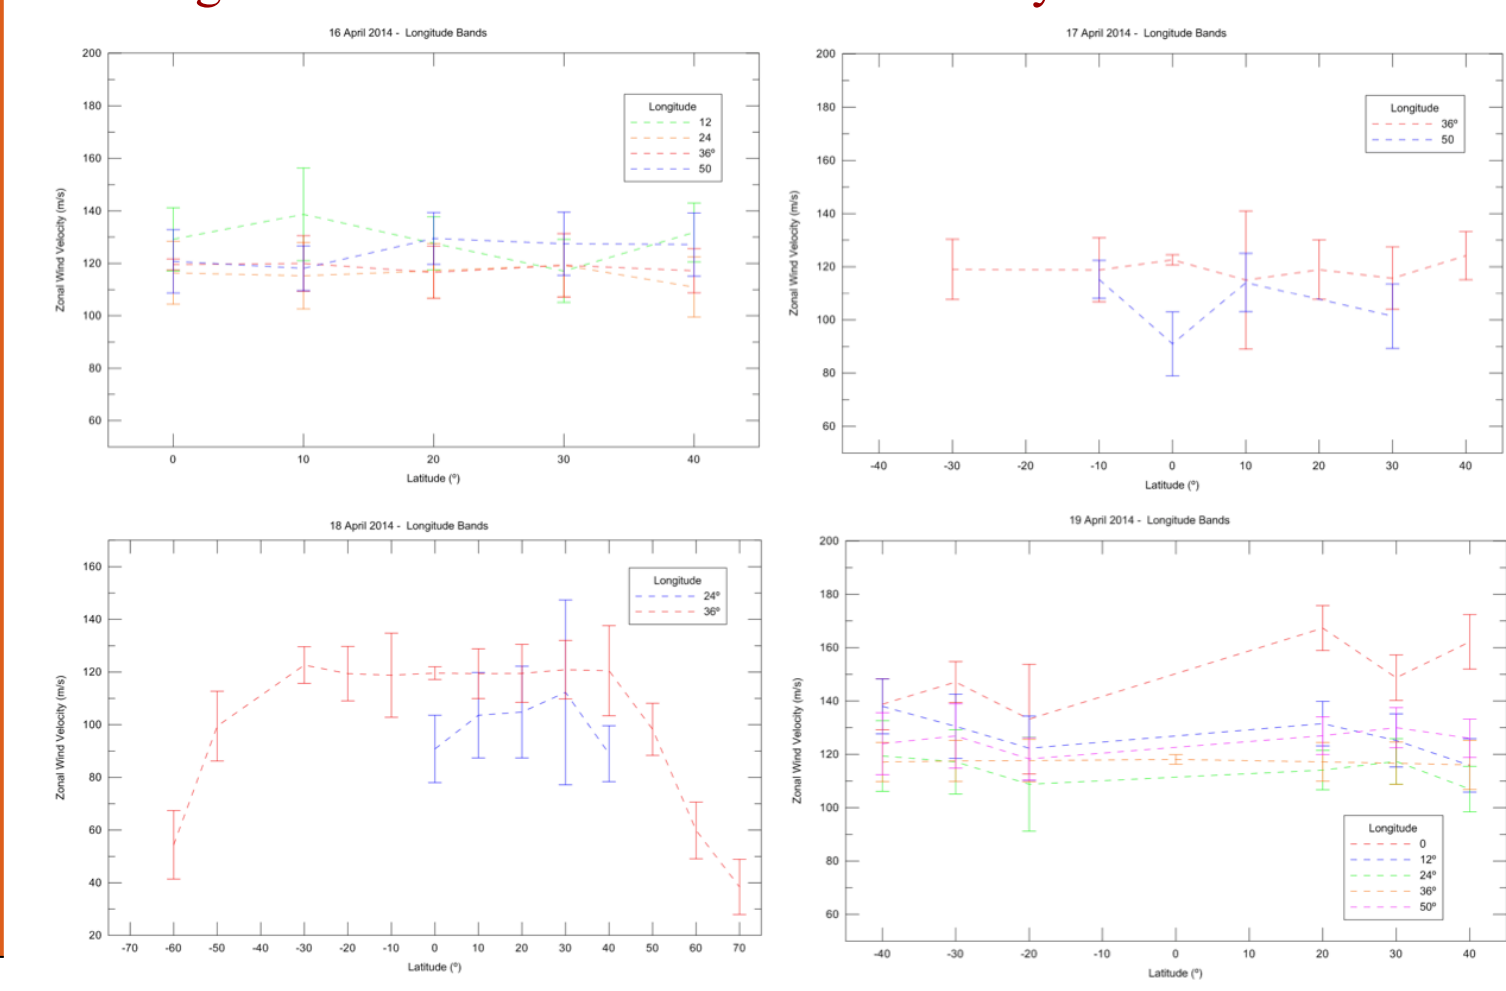 16 April 2014 - Longitude Bands
200
180
160
140
120
100
80
60
Zonal Wind Velocity (m/s)
Longitude
12
24
36º
50
0 10 20 30 40
Latitude (º)
17 April 2014 - Longitude Bands
200
180
160
140
120
100
80
60
Zonal Wind Velocity (m/s)
Longitude
36º
50
-40 -30 -20 -10 0 10 20 30 40
Latitude (º)
18 April 2014 - Longitude Bands
160
140
120
100
80
60
40
20
Zonal Wind Velocity (m/s)
Longitude
24º
36º
-70 -60 -50 -40 -30 -20 -10 0 10 20 30 40 50 60 70
Latitude (º)
19 April 2014 - Longitude Bands
200
180
160
140
120
100
80
60
Zonal Wind Velocity (m/s)
Longitude
0
12º
24º
36º
50º
-40 -30 -20 -10 0 10 20 30 40
Latitude (º)